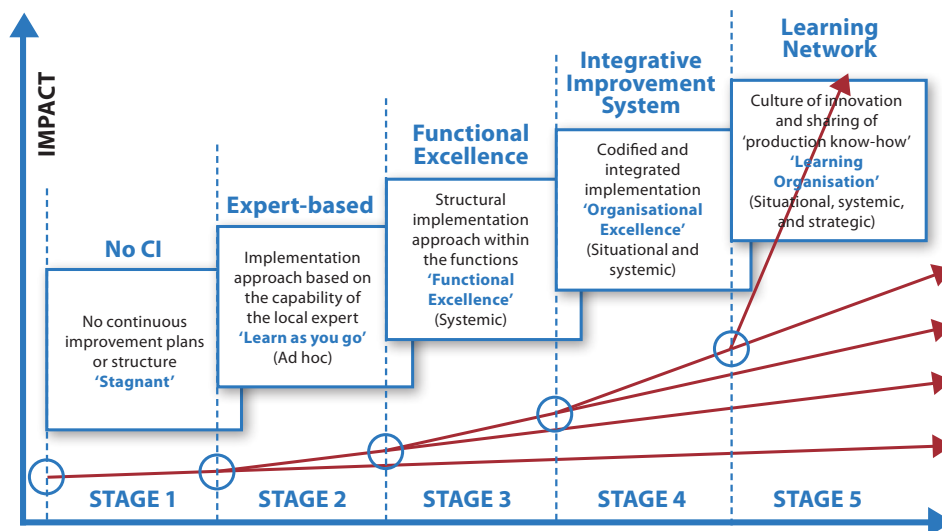 IMPACT
No CI
No continuous
improvement plans
or structure
‘Stagnant’
Expert-based
Implementation
approach based on
the capability of
the local expert
‘Learn as you go’
(Ad hoc)
Functional
Excellence
Structural
implementation
approach within
the functions
‘Functional
Excellence’
(Systemic)
Integrative
Improvement
System
Codified and
integrated
implementation
‘Organisational
Excellence’
(Situational and
systemic)
Learning
Network
Culture of innovation
and sharing of
‘production know-how’
‘Learning
Organisation’
(Situational, systemic,
and strategic)
STAGE 1
STAGE 2
STAGE 3
STAGE 4
STAGE 5